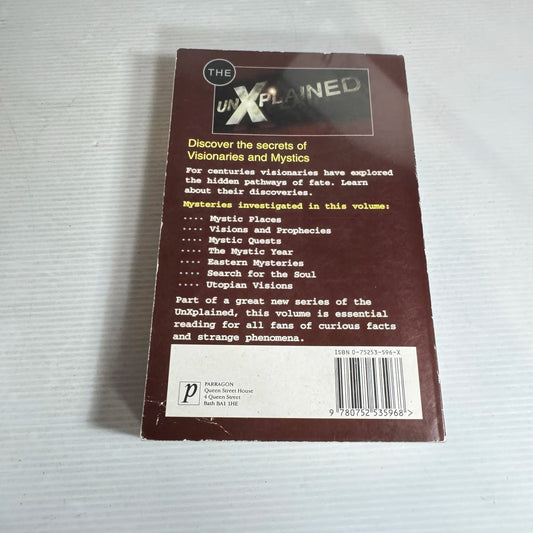 THE
UNXPLAINED
Discover the secrets of
Visionaries and Mystics
For centuries visionaries have explored
the hidden pathways of fate. Learn
about their discoveries.
Mysteries investigated in this volume:
.... Mystic Places
.... Visions and Prophecies
.... Mystic Quests
.... The Mystic Year
.... Eastern Mysteries
.... Search for the Soul
.... Utopian Visions
Part of a great new series of the
UnXplained, this volume is essential
reading for all fans of curious facts
and strange phenomena.
ISBN 0-75253-596-X
p
PARRAGON
Queen Street House
4 Queen Street
Bath BA1 1HE
9 780752 535968 >